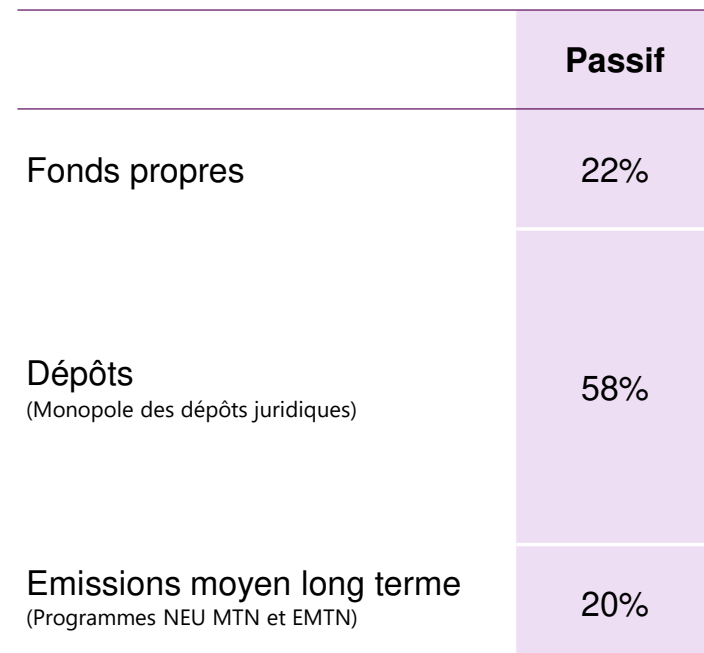 Passif
Fonds propres 22%
Dépôts
(Monopole des dépôts juridiques)
58%
Emissions moyen long terme
(Programmes NEU MTN et EMTN)
20%